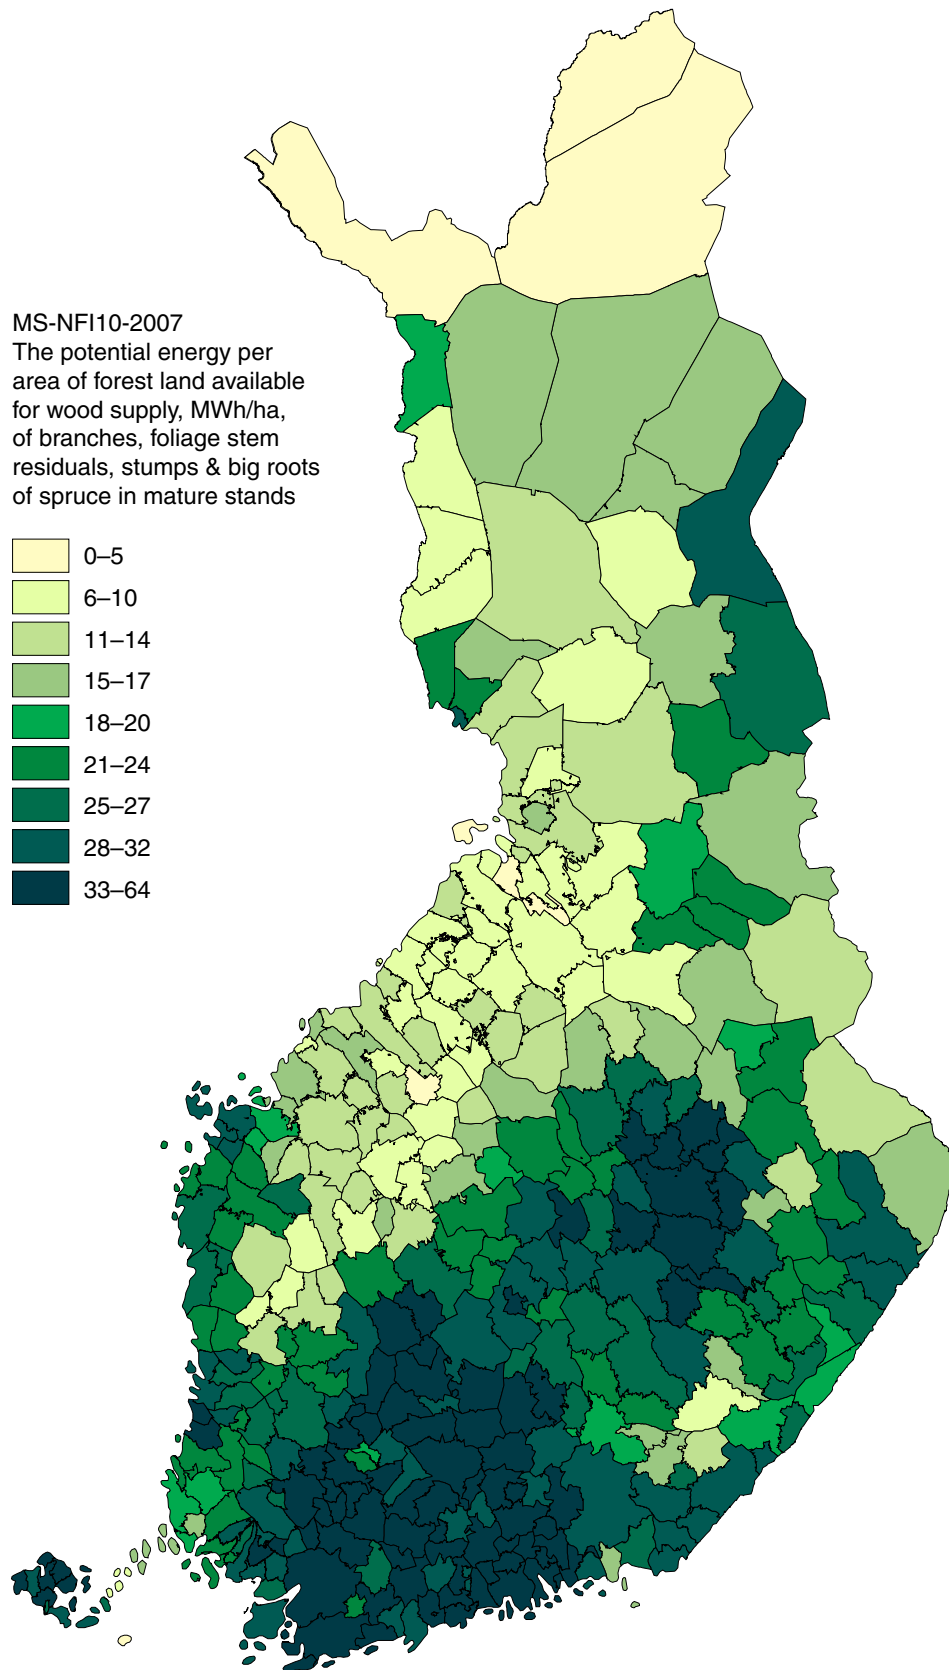 MS-NFI10-2007
The potential energy per
area of forest land available
for wood supply, MWh/ha,
of branches, foliage stem
residuals, stumps & big roots
of spruce in mature stands
0–5
6–10
11–14
15–17
18–20
21–24
25–27
28–32
33–64